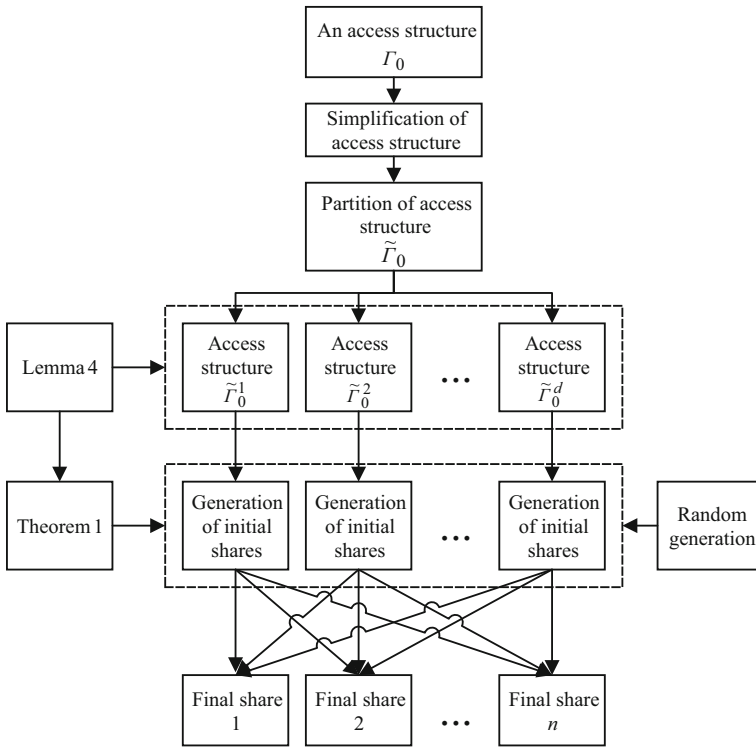 An access structure
Γ0
Simplification of
access structure
Partition of access
structure
Γ̃0
Lemma 4
Access
structure
Γ̃0^1
Access
structure
Γ̃0^2
...
Access
structure
Γ̃0^d
Theorem 1
Generation
of initial
shares
Generation
of initial
shares
...
Generation
of initial
shares
Random
generation
Final share
1
Final share
2
...
Final share
n